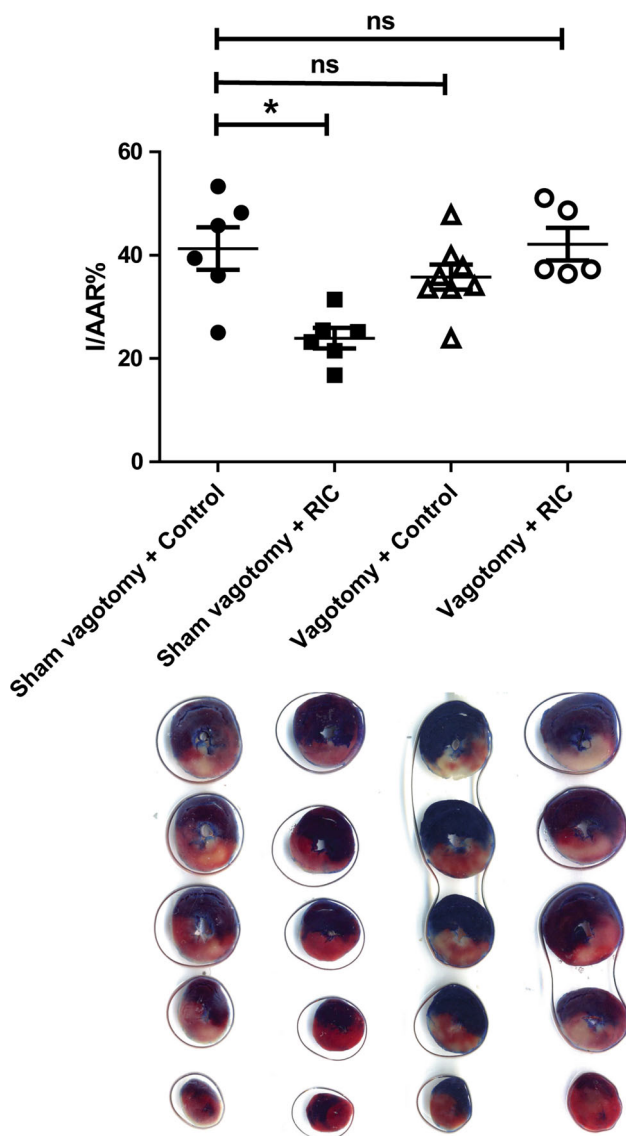 ns
ns
*
60
40
20
0
I/AAR%
Sham vagotomy + Control
Sham vagotomy + RIC
Vagotomy + Control
Vagotomy + RIC